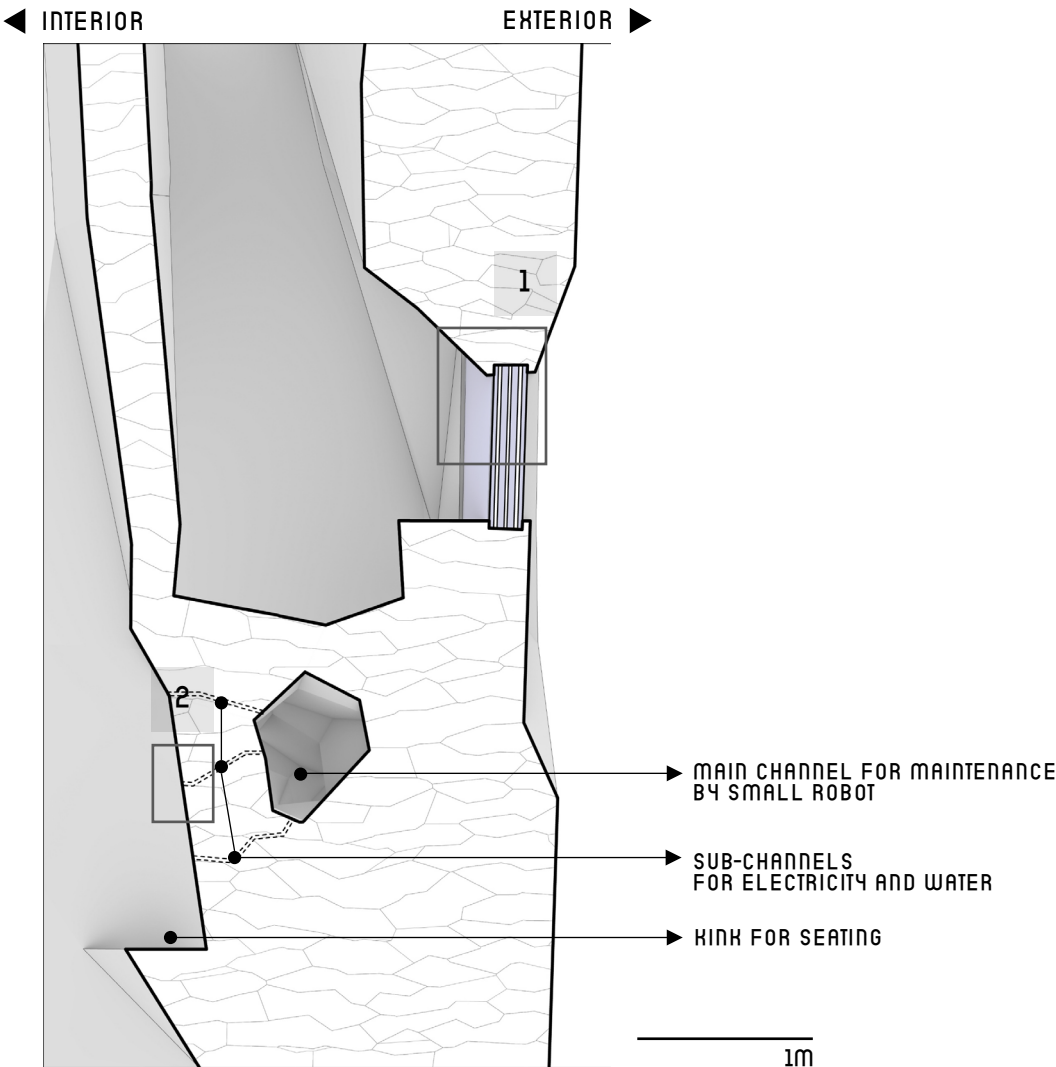 INTERIOR
EXTERIOR
1
2
MAIN CHANNEL FOR MAINTENANCE
BY SMALL ROBOT
SUB-CHANNELS
FOR ELECTRICITY AND WATER
KINK FOR SEATING
1M